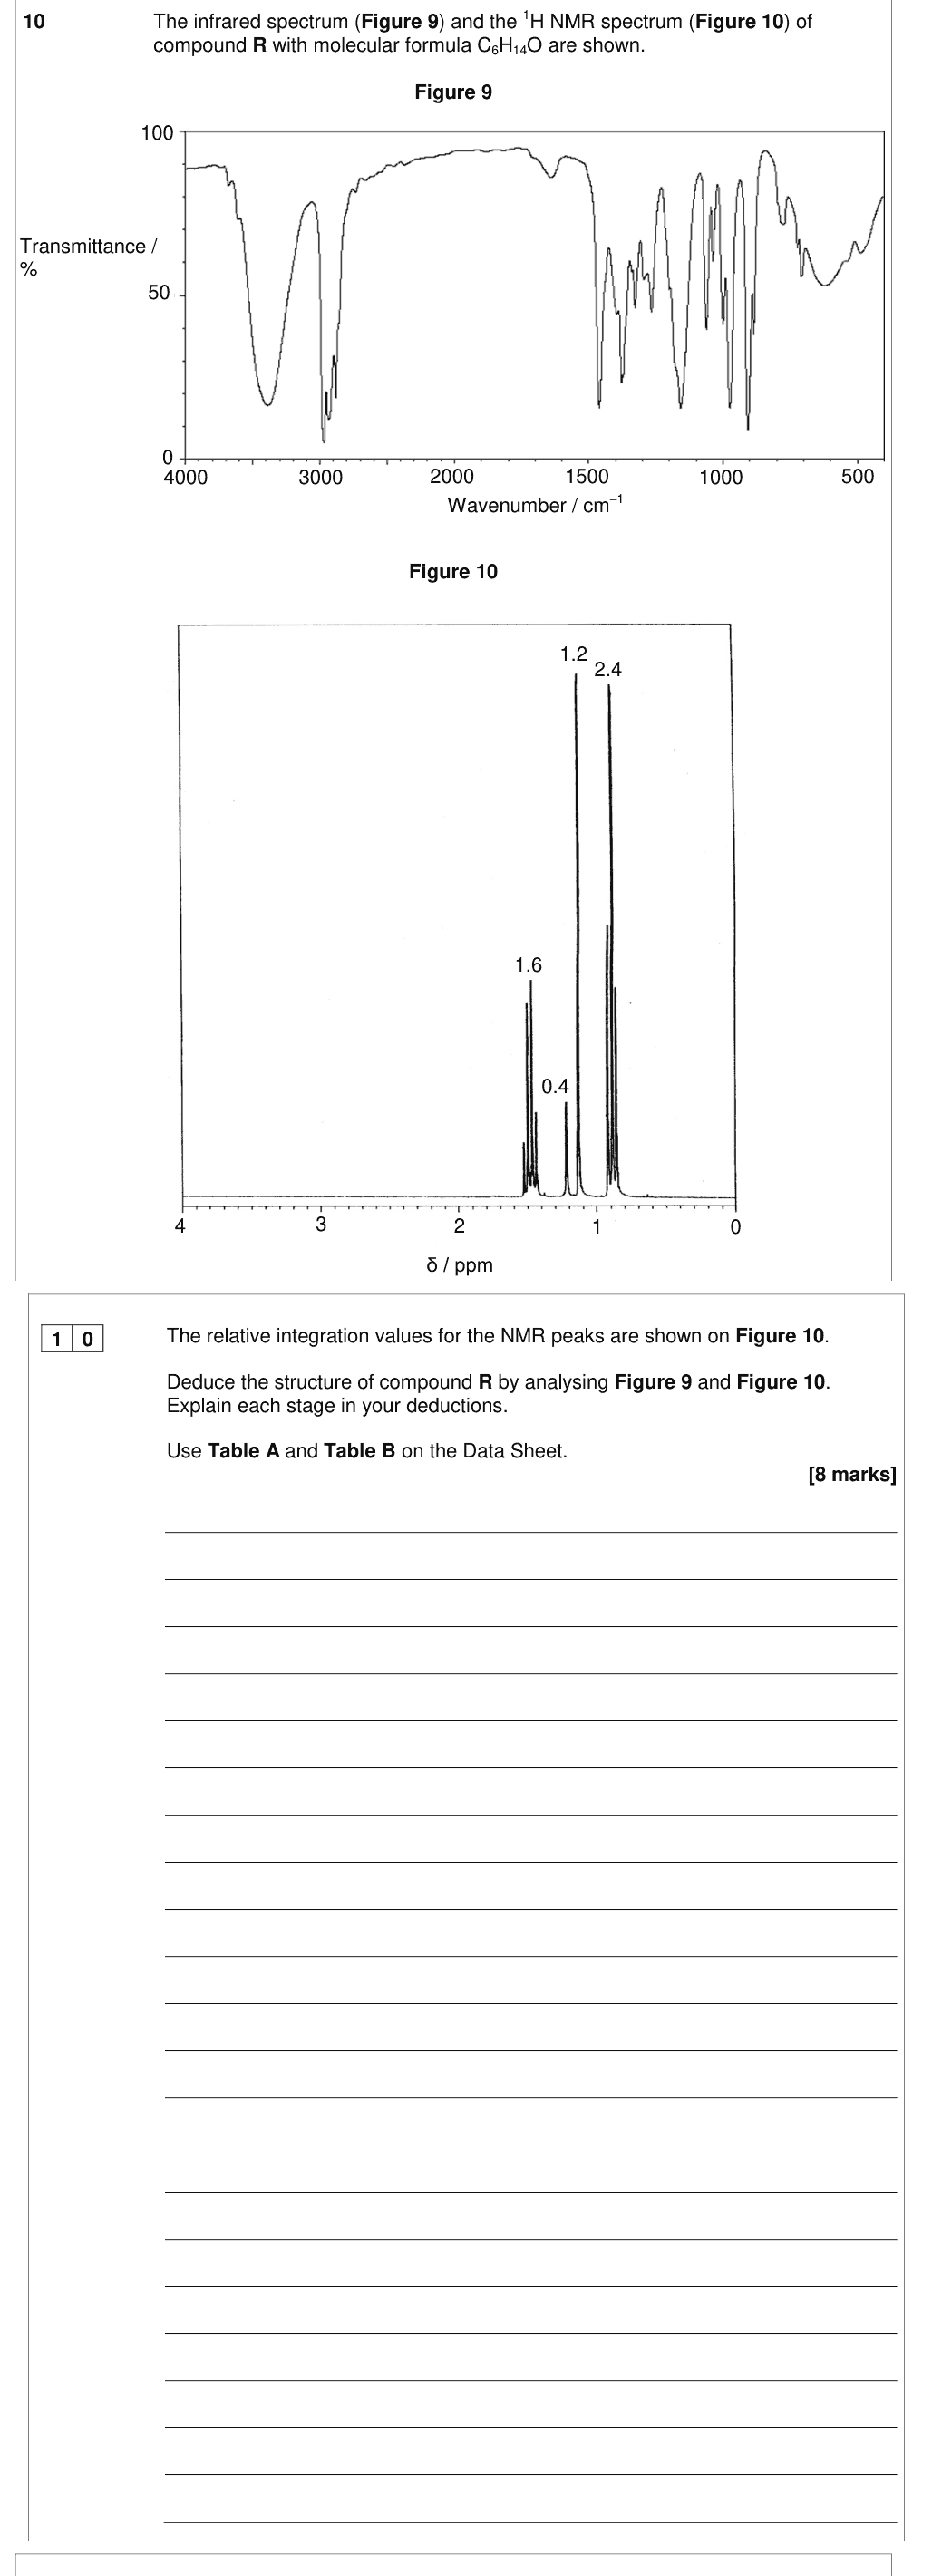 10 The infrared spectrum (Figure 9) and the ¹H NMR spectrum (Figure 10) of
compound R with molecular formula C₆H₁₄O are shown.
Figure 9
100
Transmittance /
%
50
0
4000 3000 2000 1500 1000 500
Wavenumber / cm⁻¹
Figure 10
1.2
2.4
1.6
0.4
4 3 2 1 0
δ / ppm
1 0 The relative integration values for the NMR peaks are shown on Figure 10.
Deduce the structure of compound R by analysing Figure 9 and Figure 10.
Explain each stage in your deductions.
Use Table A and Table B on the Data Sheet.
[8 marks]